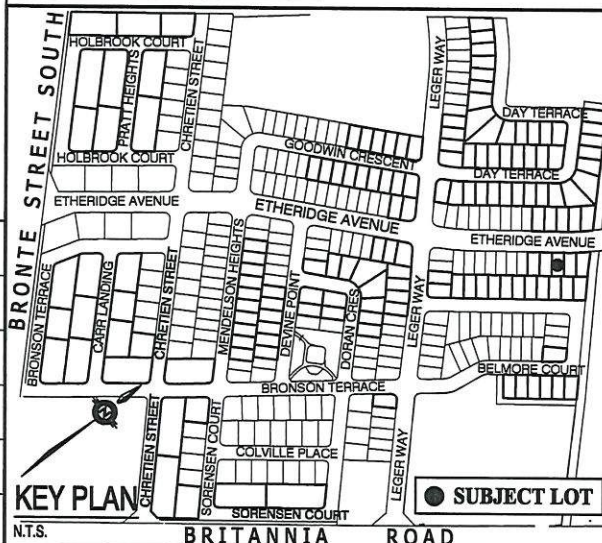 HOLBROOK COURT
BRONTE STREET SOUTH
PRATT HEIGHTS
CHRETIEN STREET
LEGER WAY
DAY TERRACE
GOODWIN CRESCENT
HOLBROOK COURT
DAY TERRACE
ETHERIDGE AVENUE
ETHERIDGE AVENUE
ETHERIDGE AVENUE
BRONSON TERRACE
CARR LANDING
CHRETIEN STREET
MENDELSON HEIGHTS
DEVINE POINT
DORAN CRES
LEGER WAY
BELMORE COURT
BRONSON TERRACE
N
CHRETIEN STREET
SORENSEN COURT
COLVILLE PLACE
LEGER WAY
KEY PLAN
SUBJECT LOT
SORENSEN COURT
N.T.S.
BRITANNIA ROAD